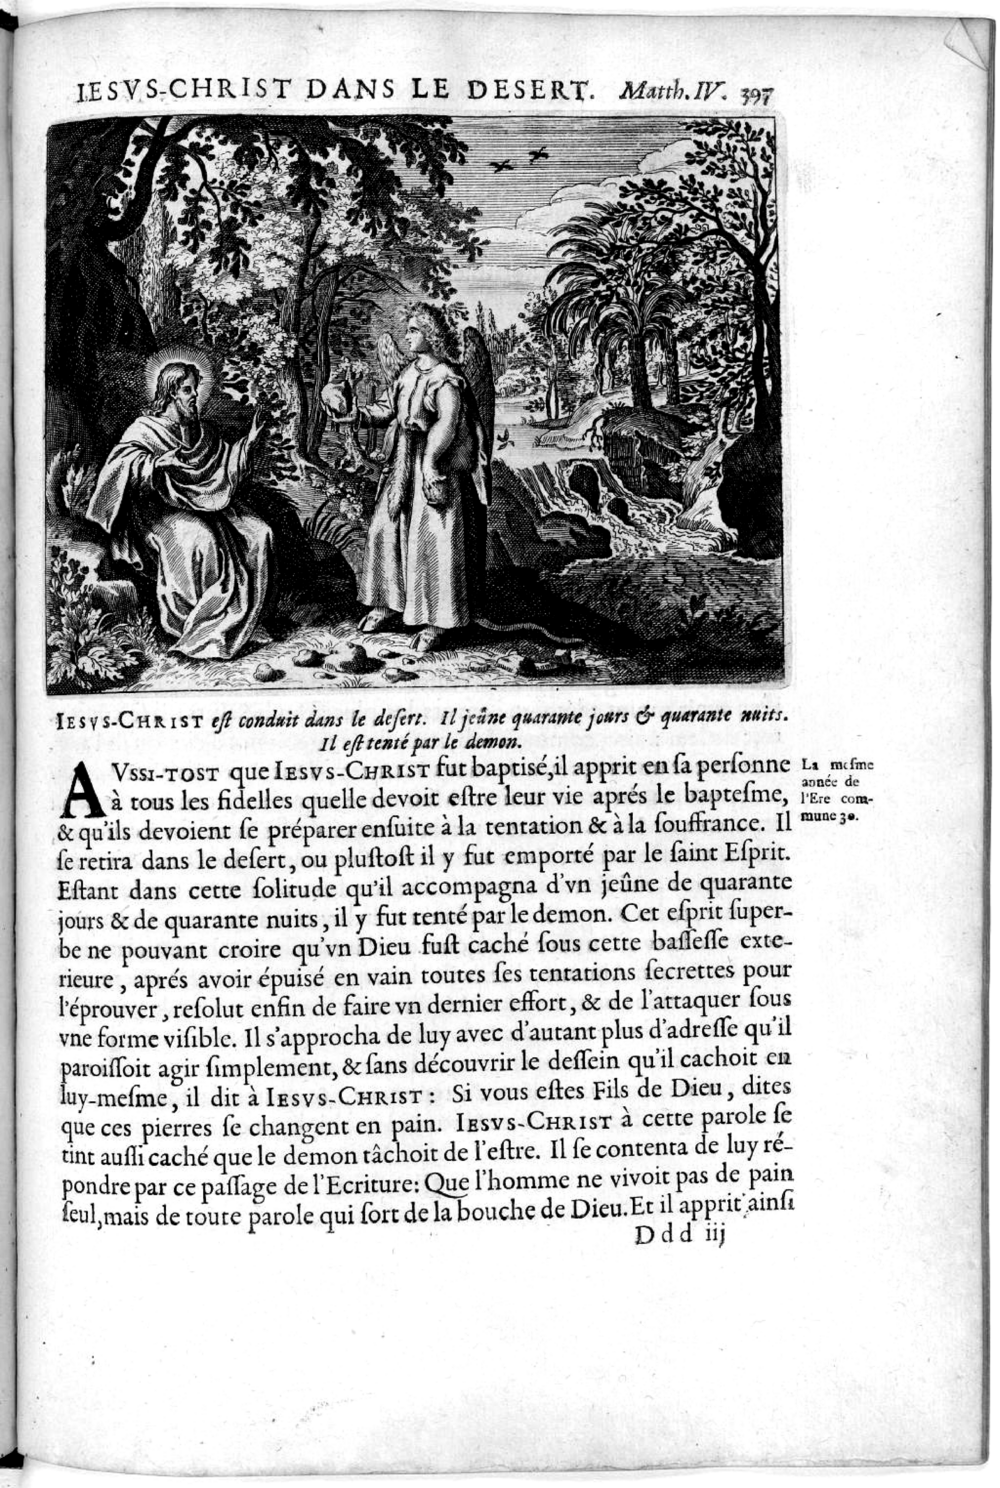 IESVS-CHRIST DANS LE DESERT. Matth. IV. 397
IESVS-CHRIST eſt conduit dans le deſert. Il jeûne quarante jours & quarante nuits.
Il eſt tenté par le demon.
AVSSI-TOST que IESVS-CHRIST fut baptisé, il apprit en ſa perſonne
à tous les fidelles quelle devoit eſtre leur vie aprés le bapteſme,
& qu'ils devoient ſe préparer enſuite à la tentation & à la ſouffrance. Il
ſe retira dans le deſert, ou pluſtoſt il y fut emporté par le ſaint Eſprit.
Eſtant dans cette ſolitude qu'il accompagna d'vn jeûne de quarante
jours & de quarante nuits, il y fut tenté par le demon. Cet eſprit ſuper-
be ne pouvant croire qu'vn Dieu fuſt caché ſous cette baſſeſſe exte-
rieure, aprés avoir épuisé en vain toutes ſes tentations ſecrettes pour
l'éprouver, reſolut enfin de faire vn dernier effort, & de l'attaquer ſous
vne forme viſible. Il s'approcha de luy avec d'autant plus d'adreſſe qu'il
paroiſſoit agir ſimplement, & ſans découvrir le deſſein qu'il cachoit en
luy-meſme, il dit à IESVS-CHRIST: Si vous eſtes Fils de Dieu, dites
que ces pierres ſe changent en pain. IESVS-CHRIST à cette parole ſe
tint auſſi caché que le demon tâchoit de l'eſtre. Il ſe contenta de luy ré-
pondre par ce paſſage de l'Ecriture: Que l'homme ne vivoit pas de pain
ſeul, mais de toute parole qui ſort de la bouche de Dieu. Et il apprit ainſi
Ddd iij
La meſme
année de
l'Ere com-
mune 30.